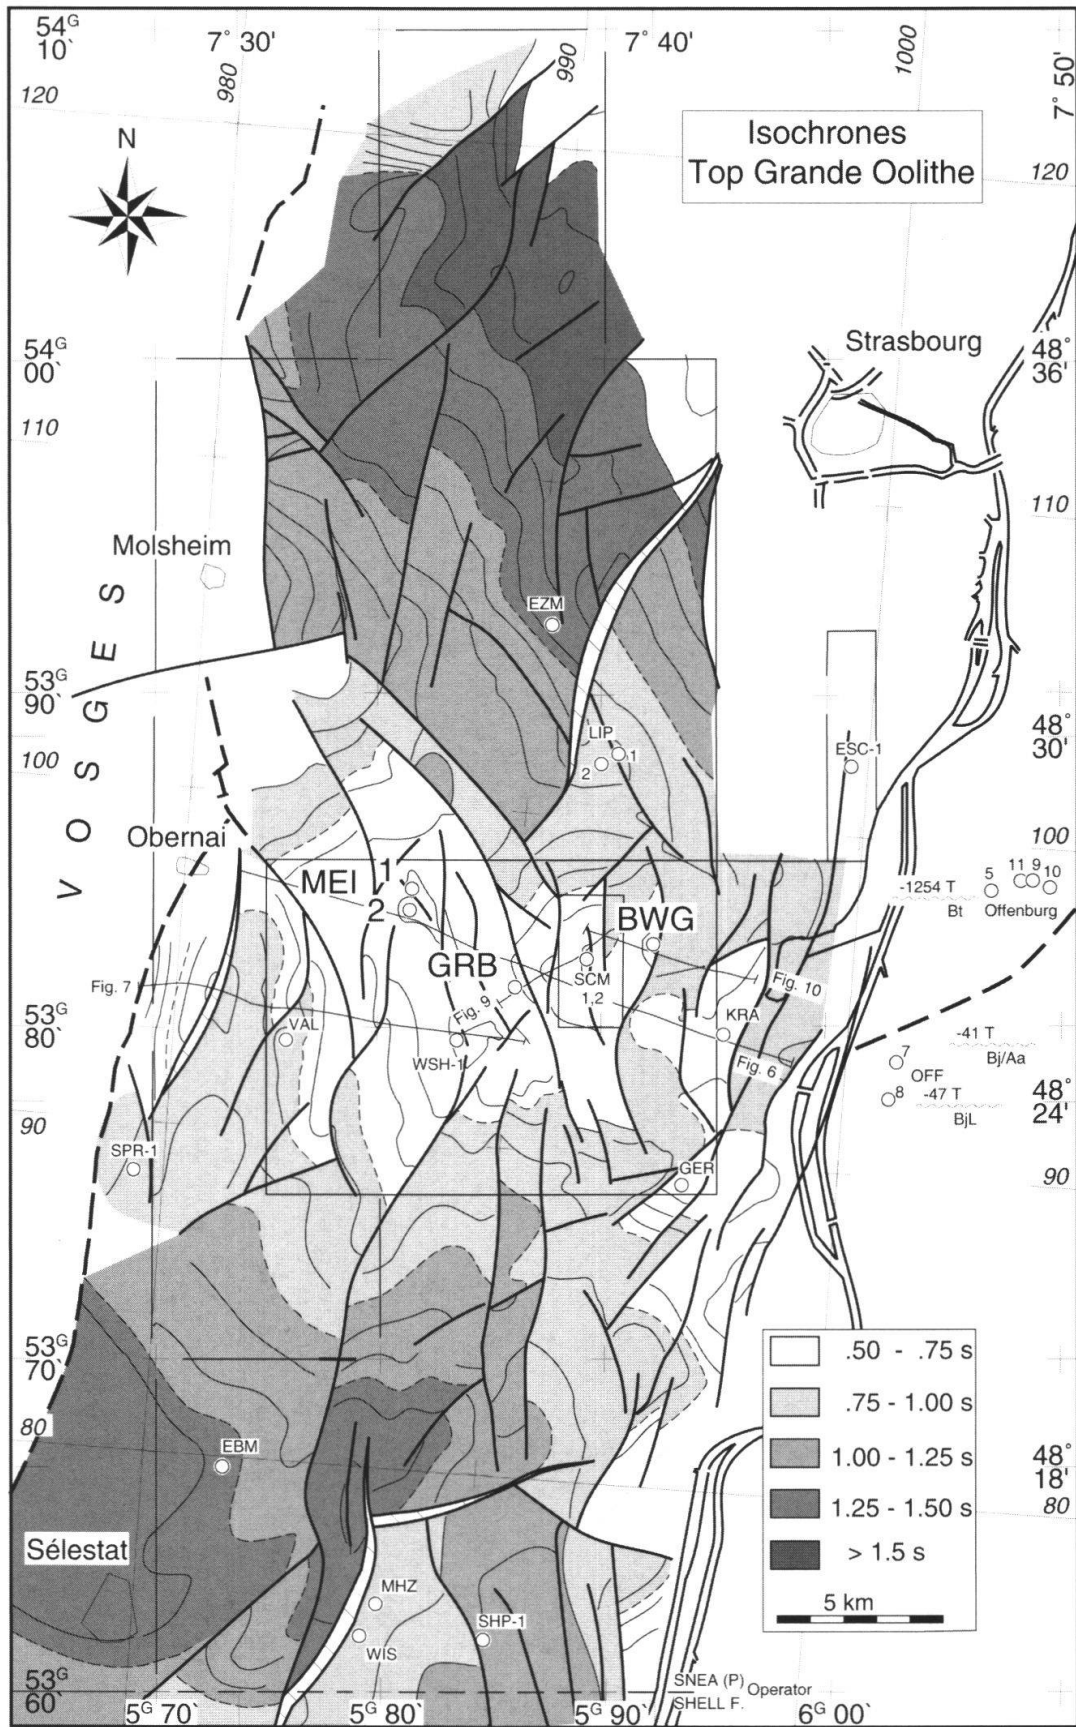 54ᴳ
10`
7° 30'
990
7° 40'
1000
7° 50'
120
980
N
Isochrones
Top Grande Oolithe
120
54ᴳ
00`
Strasbourg
48°
36'
110
110
Molsheim
VOSGES
EZM
53ᴳ
90`
48°
30'
LIP
1
2
ESC-1
100
100
Obernai
MEI 1
2
BWG
5
11 9
10
-1254 T
Bt
Offenburg
GRB
SCM
1,2
Fig. 7
Fig. 9
Fig. 10
53ᴳ
80`
VAL
WSH-1
KRA
Fig. 6
-41 T
Bj/Aa
7
OFF
8
-47 T
BjL
48°
24'
90
SPR-1
GER
90
53ᴳ
70`
.50 - .75 s
.75 - 1.00 s
1.00 - 1.25 s
1.25 - 1.50 s
> 1.5 s
5 km
80
EBM
48°
18'
80
Sélestat
MHZ
WIS
SHP-1
53ᴳ
60`
5ᴳ 70`
5ᴳ 80`
5ᴳ 90`
6ᴳ 00`
SNEA (P)
SHELL F.
Operator